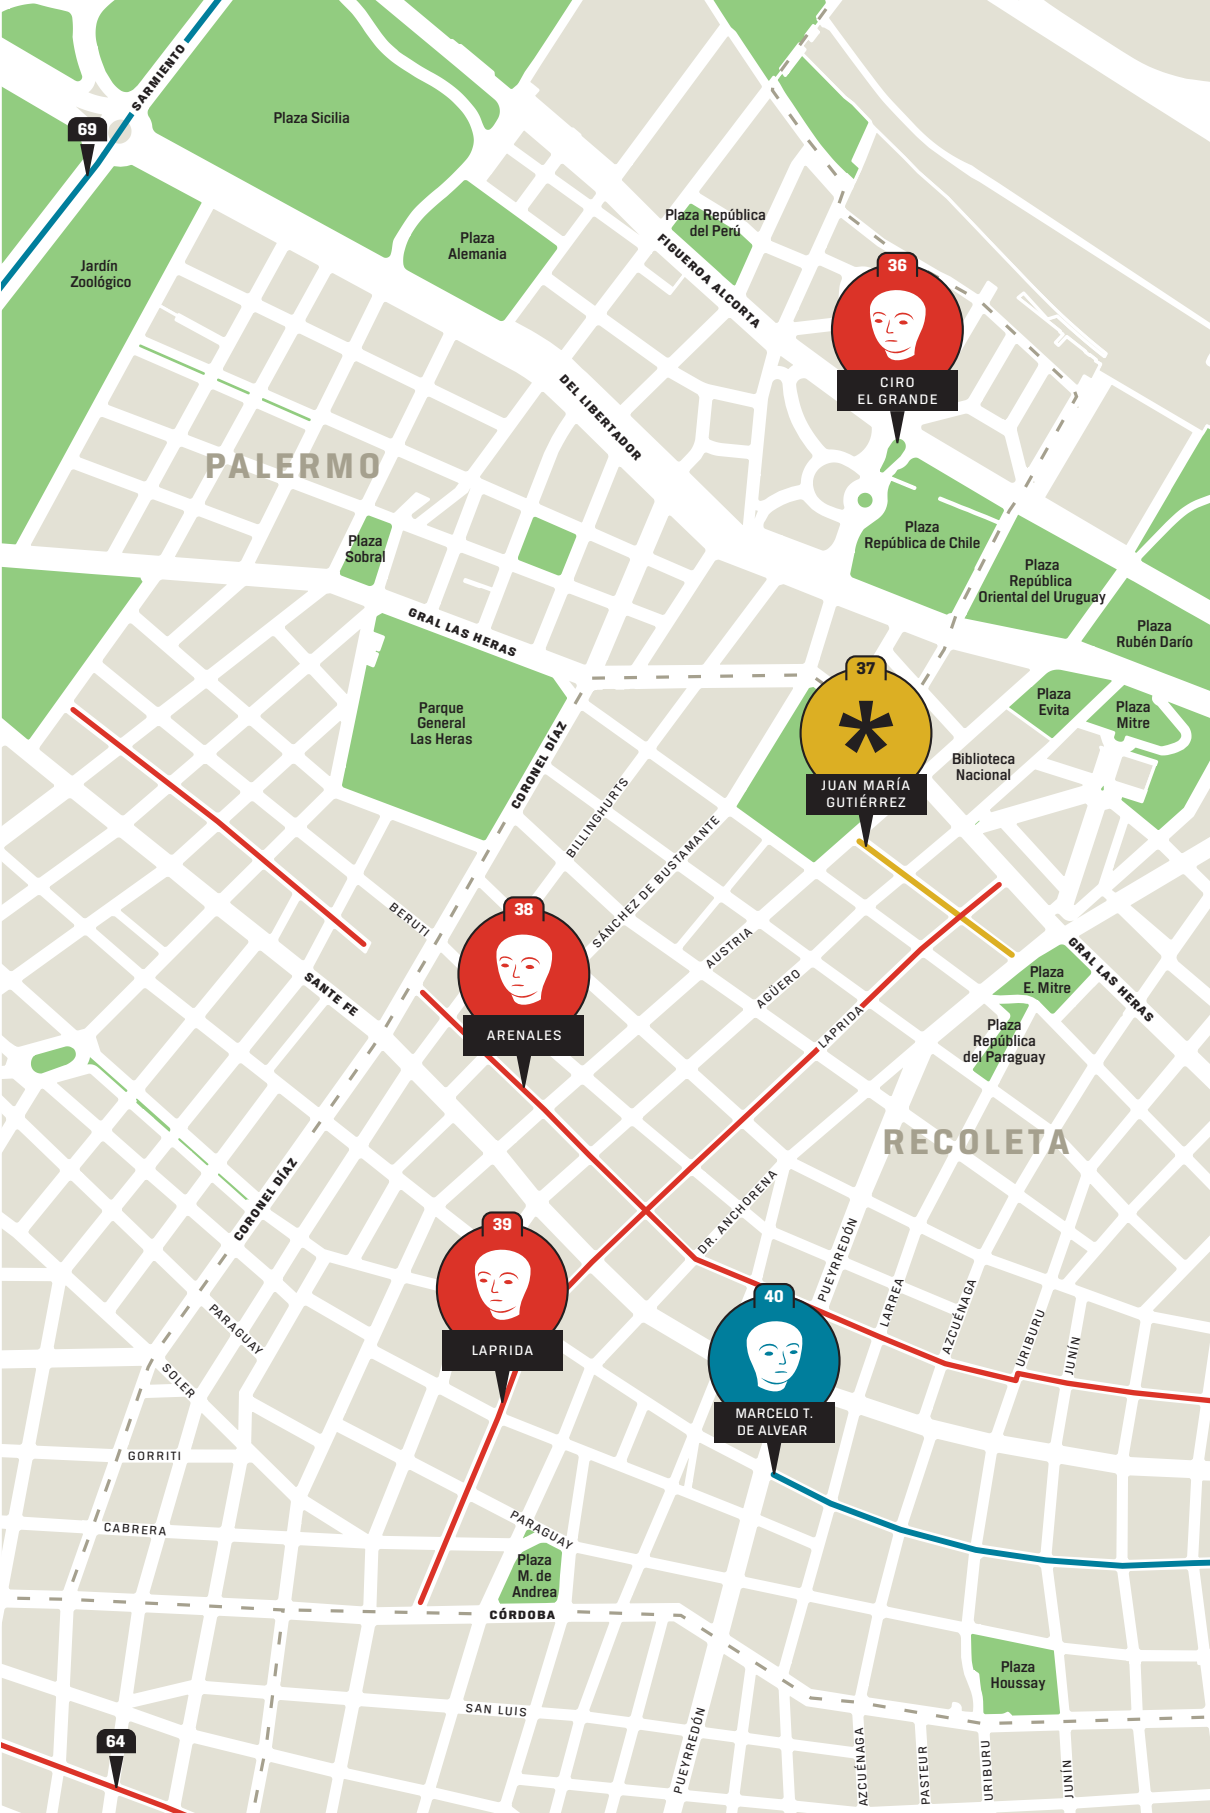 SARMIENTO
69
Plaza Sicilia
Plaza República
del Perú
Plaza
Alemania
FIGUEROA ALCORTA
Jardín
Zoológico
36
CIRO
EL GRANDE
DEL LIBERTADOR
PALERMO
Plaza
Sobral
Plaza
República de Chile
Plaza
República
Oriental del Uruguay
Plaza
Rubén Darío
GRAL LAS HERAS
37
JUAN MARÍA
GUTIÉRREZ
Plaza
Evita
Plaza
Mitre
Parque
General
Las Heras
CORONEL DÍAZ
Biblioteca
Nacional
BILLINGHURTS
SÁNCHEZ DE BUSTAMANTE
BERUTI
38
ARENALES
AUSTRIA
AGÜERO
LAPRIDA
GRAL LAS HERAS
Plaza
E. Mitre
SANTE FE
Plaza
República
del Paraguay
RECOLETA
CORONEL DÍAZ
DR. ANCHORENA
39
LAPRIDA
PUEYRREDÓN
LARREA
AZCUÉNAGA
URIBURU
JUNÍN
40
MARCELO T.
DE ALVEAR
PARAGUAY
SOLER
GORRITI
CABRERA
PARAGUAY
Plaza
M. de
Andrea
CÓRDOBA
Plaza
Houssay
SAN LUIS
64
PUEYRREDÓN
AZCUÉNAGA
PASTEUR
URIBURU
JUNÍN